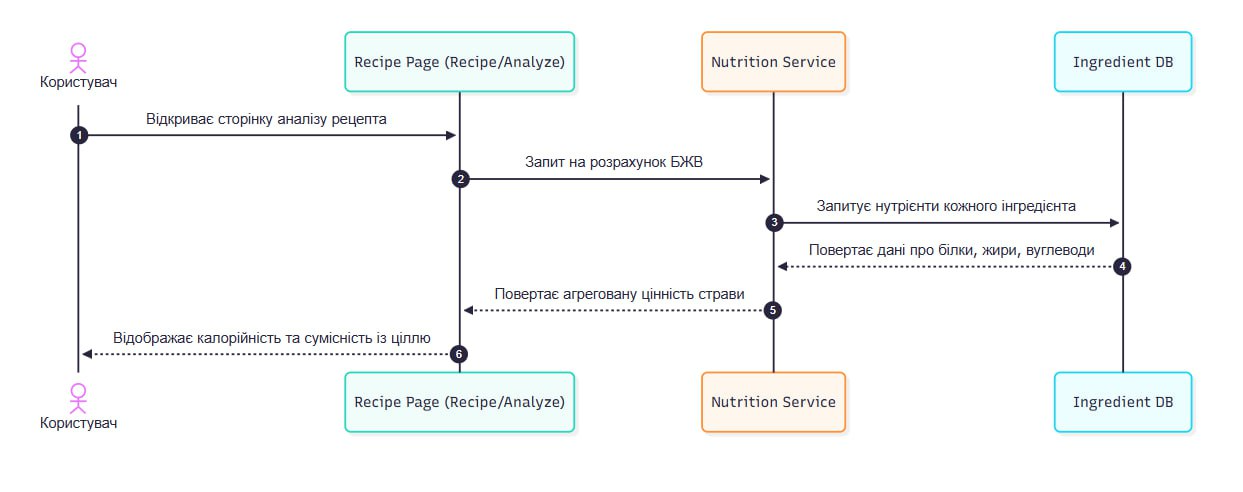 Користувач
Recipe Page (Recipe/Analyze)
Nutrition Service
Ingredient DB
Відкриває сторінку аналізу рецепта
1
Запит на розрахунок БЖВ
2
Запитує нутрієнти кожного інгредієнта
3
Повертає дані про білки, жири, вуглеводи
4
Повертає агреговану цінність страви
5
Відображає калорійність та сумісність із ціллю
6
Користувач
Recipe Page (Recipe/Analyze)
Nutrition Service
Ingredient DB